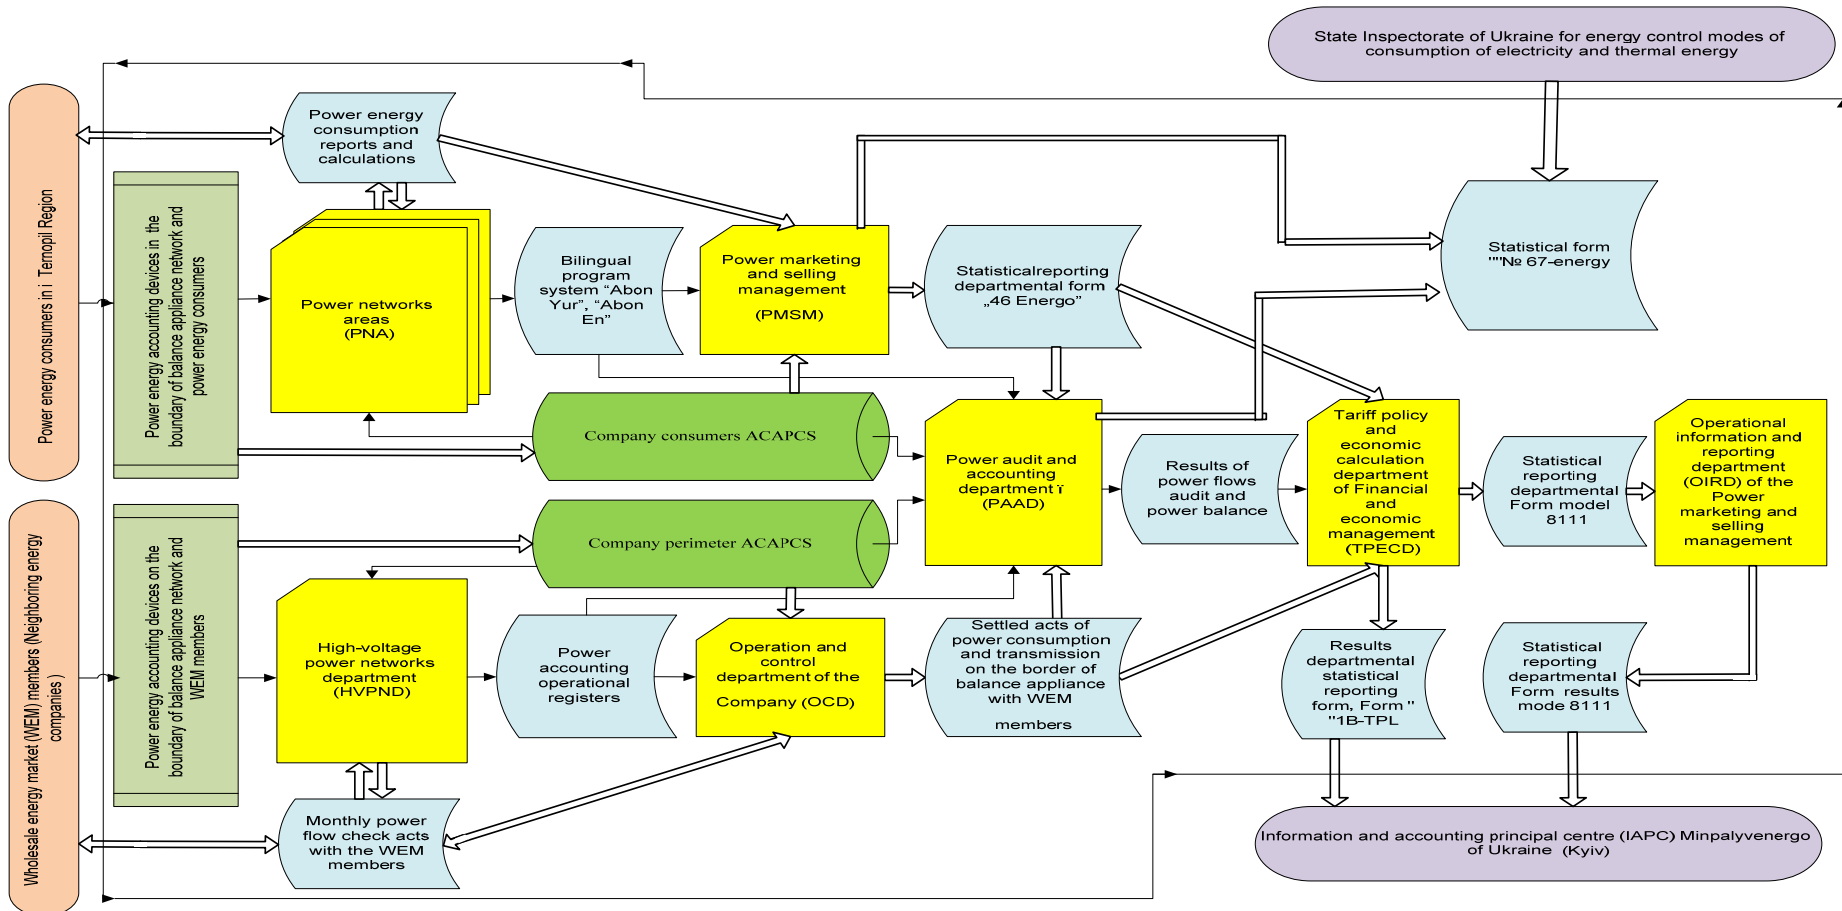 State Inspectorate of Ukraine for energy control modes of
consumption of electricity and thermal energy
Power energy consumers in i Ternopil Region
Power energy accounting devices in the
boundary of balance appliance network and
power energy consumers
Power energy
consumption
reports and
calculations
Power networks
areas
(PNA)
Bilingual
program
system “Abon
Yur”, “Abon
En”
Power marketing
and selling
management
(PMSM)
Statisticalreporting
departmental form
„46 Energo”
Statistical form
""№ 67-energy
Company consumers ACAPCS
Company perimeter ACAPCS
Power audit and
accounting
department ï
(PAAD)
Results of
power flows
audit and
power balance
Tariff policy
and
economic
calculation
department
of Financial
and
economic
management
(TPECD)
Statistical
reporting
departmental
Form model
8111
Operational
information and
reporting
department
(OIRD) of the
Power
marketing and
selling
management
Wholesale energy market (WEM) members (Neighboring energy
companies )
Power energy accounting devices on the
boundary of balance appliance network and
WEM members
High-voltage
power networks
department
(HVPND)
Power
accounting
operational
registers
Operation and
control
department of the
Company (OCD)
Settled acts of
power consumption
and transmission
on the border of
balance appliance
with WEM
members
Results
departmental
statistical
reporting
form, Form "
"1B-TPL
Statistical
reporting
departmental
Form results
mode 8111
Monthly power
flow check acts
with the WEM
members
Information and accounting principal centre (IAPC) Minpalyvenergo
of Ukraine (Kyiv)